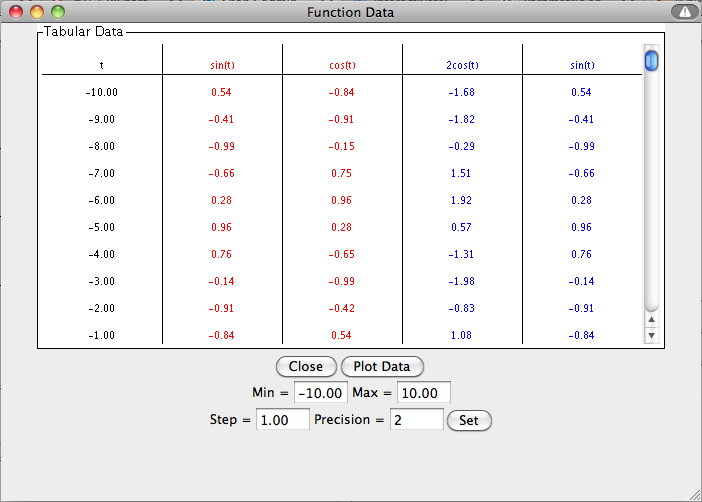 Function Data
Tabular Data
t sin(t) cos(t) 2cos(t) sin(t)
-10.00 0.54 -0.84 -1.68 0.54
-9.00 -0.41 -0.91 -1.82 -0.41
-8.00 -0.99 -0.15 -0.29 -0.99
-7.00 -0.66 0.75 1.51 -0.66
-6.00 0.28 0.96 1.92 0.28
-5.00 0.96 0.28 0.57 0.96
-4.00 0.76 -0.65 -1.31 0.76
-3.00 -0.14 -0.99 -1.98 -0.14
-2.00 -0.91 -0.42 -0.83 -0.91
-1.00 -0.84 0.54 1.08 -0.84
Close Plot Data
Min = -10.00 Max = 10.00
Step = 1.00 Precision = 2 Set